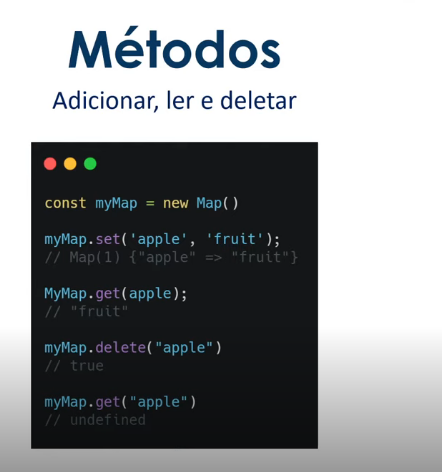 Métodos
Adicionar, ler e deletar
const myMap = new Map()
myMap.set('apple', 'fruit');
// Map(1) {"apple" => "fruit"}
MyMap.get(apple);
// "fruit"
myMap.delete("apple")
// true
myMap.get("apple")
// undefined